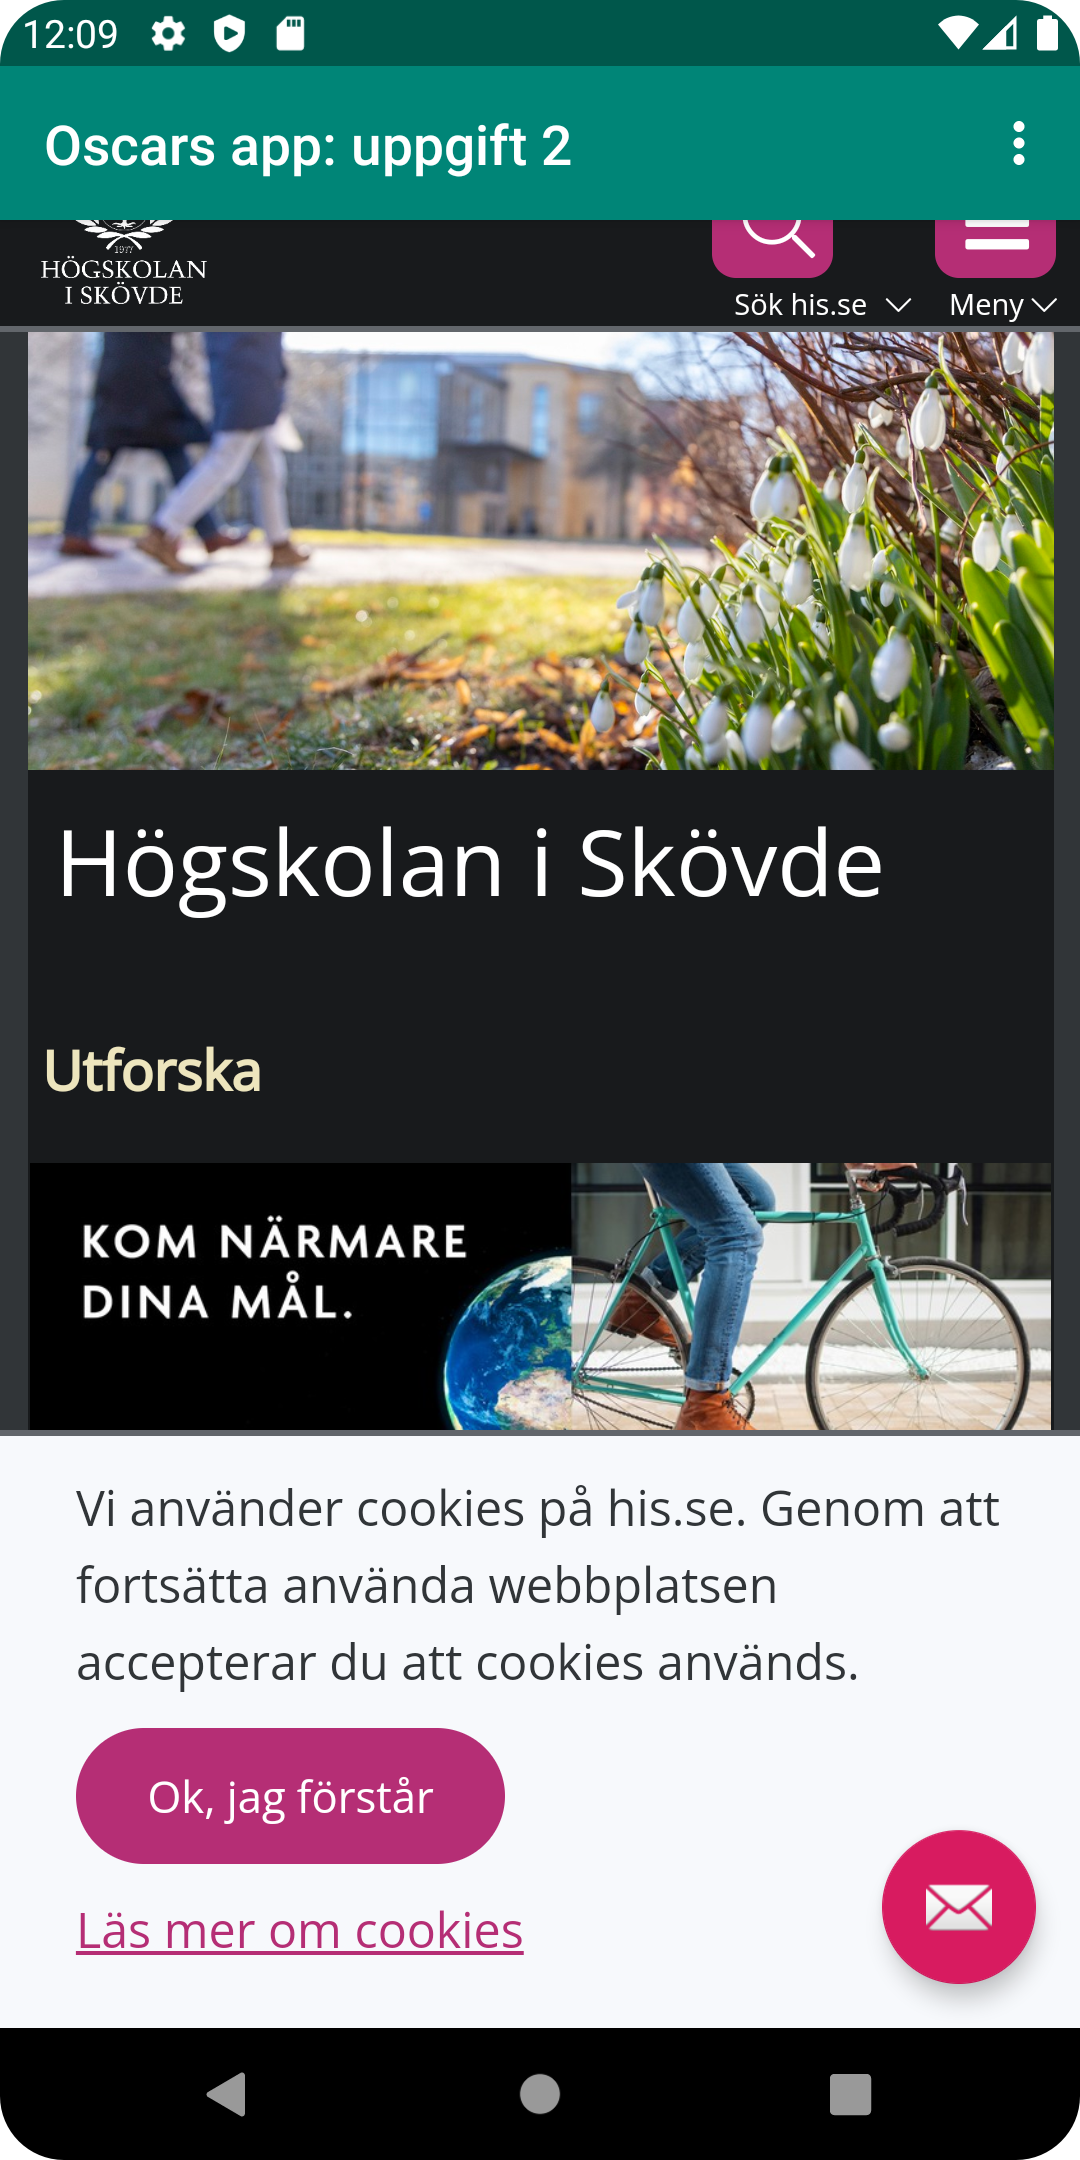 12:09
Oscars app: uppgift 2
1977
HÖGSKOLAN
I SKÖVDE
Sök his.se
Meny
Högskolan i Skövde
Utforska
KOM NÄRMARE
DINA MÅL.
Vi använder cookies på his.se. Genom att
fortsätta använda webbplatsen
accepterar du att cookies används.
Ok, jag förstår
Läs mer om cookies